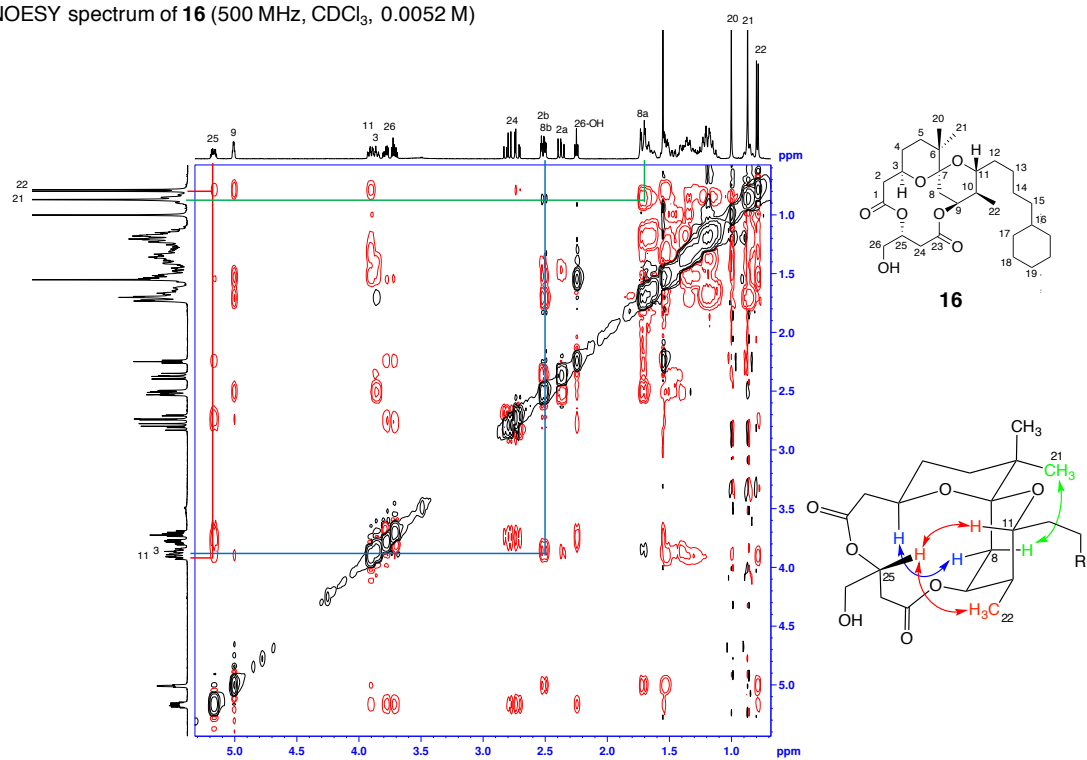 NOESY spectrum of 16 (500 MHz, CDCl3, 0.0052 M)
20 21
22
25 9 11 3 26 24 2b 8b 2a 26-OH 8a
ppm
22
21
11 3
1.0
1.5
2.0
2.5
3.0
3.5
4.0
4.5
5.0
5.0 4.5 4.0 3.5 3.0 2.5 2.0 1.5 1.0 ppm
20 21
5
4 6 O H 12
3 7 11 13
2 O 10 14
1 H 8 9 15
O O O 22 16
26 25 24 23 O 17
OH 18 19
16
CH3
21
CH3
O O
O 11
H H
O H H 8 H
25 R
O H3C 22
OH O